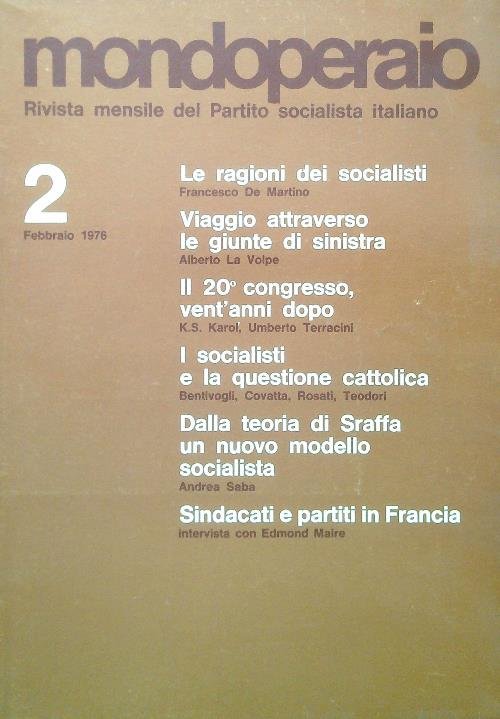 mondoperaio
Rivista mensile del Partito socialista italiano
2
Febbraio 1976
Le ragioni dei socialisti
Francesco De Martino
Viaggio attraverso
le giunte di sinistra
Alberto La Volpe
Il 20° congresso,
vent'anni dopo
K.S. Karol, Umberto Terracini
I socialisti
e la questione cattolica
Bentivogli, Covatta, Rosati, Teodori
Dalla teoria di Sraffa
un nuovo modello
socialista
Andrea Saba
Sindacati e partiti in Francia
intervista con Edmond Maire